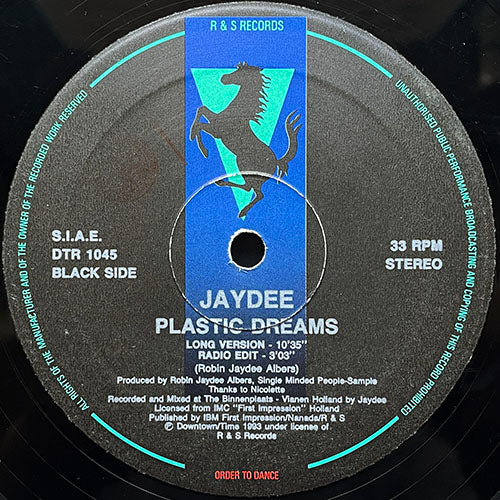 R & S RECORDS
ALL RIGHTS OF THE MANUFACTURER AND OF THE OWNER OF THE RECORDED WORK RESERVED
UNAUTHORISED PUBLIC PERFORMANCE BROADCASTING AND COPYING OF THIS RECORD PROHIBITED
S.I.A.E.
DTR 1045
BLACK SIDE
33 RPM
STEREO
JAYDEE
PLASTIC DREAMS
LONG VERSION - 10'35"
RADIO EDIT - 3'03"
(Robin Jaydee Albers)
Produced by Robin Jaydee Albers, Single Minded People-Sample
Thanks to Nicolette
Recorded and Mixed at The Binnenplaats - Vianen Holland by Jaydee
Licensed from IMC "First Impression" Holland
Published by IBM First Impression/Nanada/R & S
℗ Downtown/Time 1993 under license of
R & S Records
ORDER TO DANCE